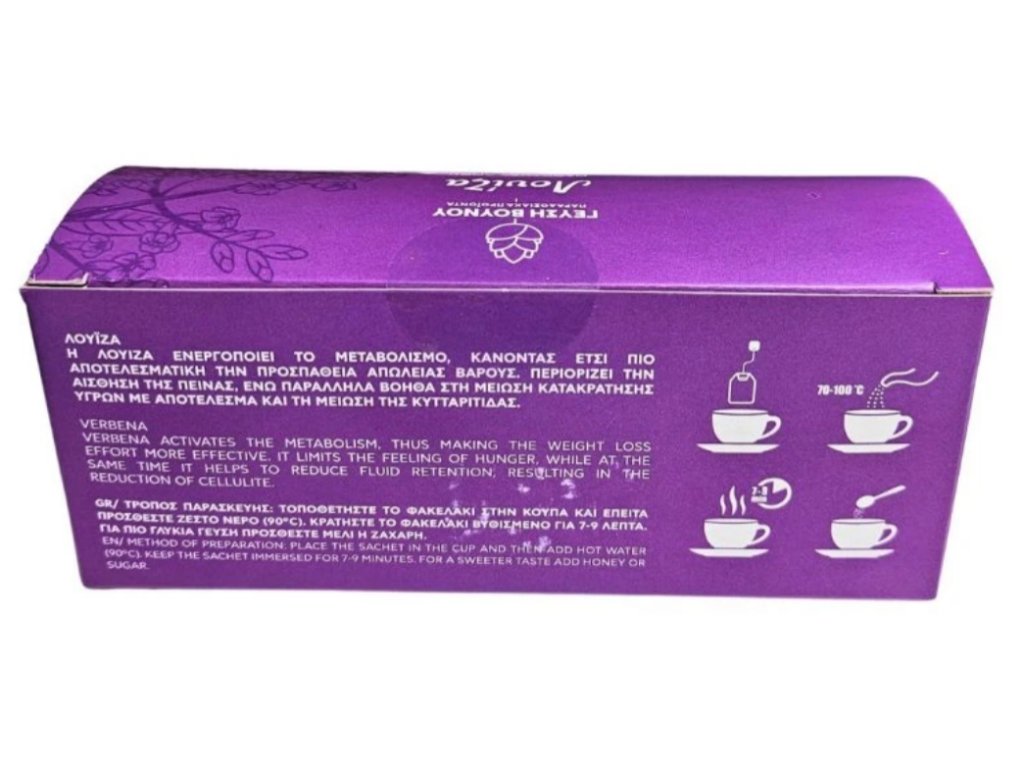 Λουίζα
ΠΑΡΑΔΟΣΙΑΚΑ ΠΡΟΪΟΝΤΑ
ΓΕΥΣΗ ΒΟΥΝΟΥ
ΛΟΥΪΖΑ
Η ΛΟΥΙΖΑ ΕΝΕΡΓΟΠΟΙΕΙ ΤΟ ΜΕΤΑΒΟΛΙΣΜΟ, ΚΑΝΟΝΤΑΣ ΕΤΣΙ ΠΙΟ
ΑΠΟΤΕΛΕΣΜΑΤΙΚΗ ΤΗΝ ΠΡΟΣΠΑΘΕΙΑ ΑΠΩΛΕΙΑΣ ΒΑΡΟΥΣ. ΠΕΡΙΟΡΙΖΕΙ ΤΗΝ
ΑΙΣΘΗΣΗ ΤΗΣ ΠΕΙΝΑΣ, ΕΝΩ ΠΑΡΑΛΛΗΛΑ ΒΟΗΘΑ ΣΤΗ ΜΕΙΩΣΗ ΚΑΤΑΚΡΑΤΗΣΗΣ
ΥΓΡΩΝ ΜΕ ΑΠΟΤΕΛΕΣΜΑ ΚΑΙ ΤΗ ΜΕΙΩΣΗ ΤΗΣ ΚΥΤΤΑΡΙΤΙΔΑΣ.
VERBENA
VERBENA ACTIVATES THE METABOLISM, THUS MAKING THE WEIGHT LOSS
EFFORT MORE EFFECTIVE. IT LIMITS THE FEELING OF HUNGER, WHILE AT THE
SAME TIME IT HELPS TO REDUCE FLUID RETENTION, RESULTING IN THE
REDUCTION OF CELLULITE.
GR/ ΤΡΟΠΟΣ ΠΑΡΑΣΚΕΥΗΣ: ΤΟΠΟΘΕΤΗΣΤΕ ΤΟ ΦΑΚΕΛΑΚΙ ΣΤΗΝ ΚΟΥΠΑ ΚΑΙ ΕΠΕΙΤΑ
ΠΡΟΣΘΕΣΤΕ ΖΕΣΤΟ ΝΕΡΟ (90°C). ΚΡΑΤΗΣΤΕ ΤΟ ΦΑΚΕΛΑΚΙ ΒΥΘΙΣΜΕΝΟ ΓΙΑ 7-9 ΛΕΠΤΑ.
ΓΙΑ ΠΙΟ ΓΛΥΚΙΑ ΓΕΥΣΗ ΠΡΟΣΘΕΣΤΕ ΜΕΛΙ Η ΖΑΧΑΡΗ.
EN/ METHOD OF PREPARATION: PLACE THE SACHET IN THE CUP AND THEN ADD HOT WATER
(90°C). KEEP THE SACHET IMMERSED FOR 7-9 MINUTES. FOR A SWEETER TASTE ADD HONEY OR
SUGAR.
70-100 °C